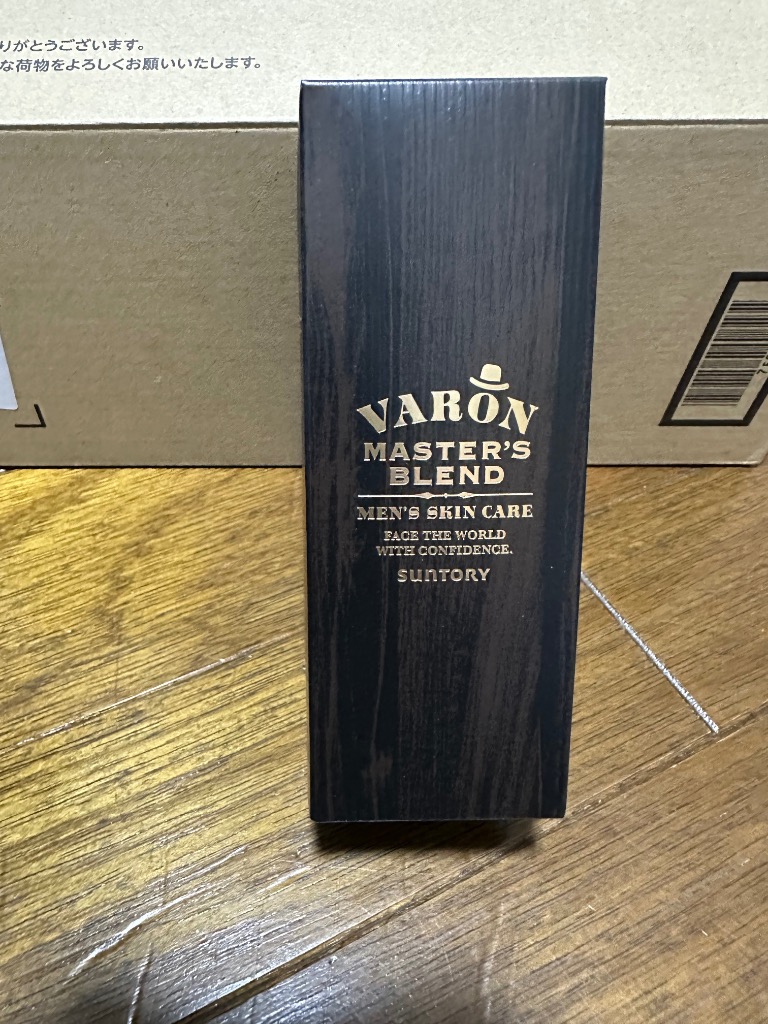 りがとうございます。
な荷物をよろしくお願いいたします。
VARON
MASTER'S
BLEND
MEN'S SKIN CARE
FACE THE WORLD
WITH CONFIDENCE.
SUNTORY